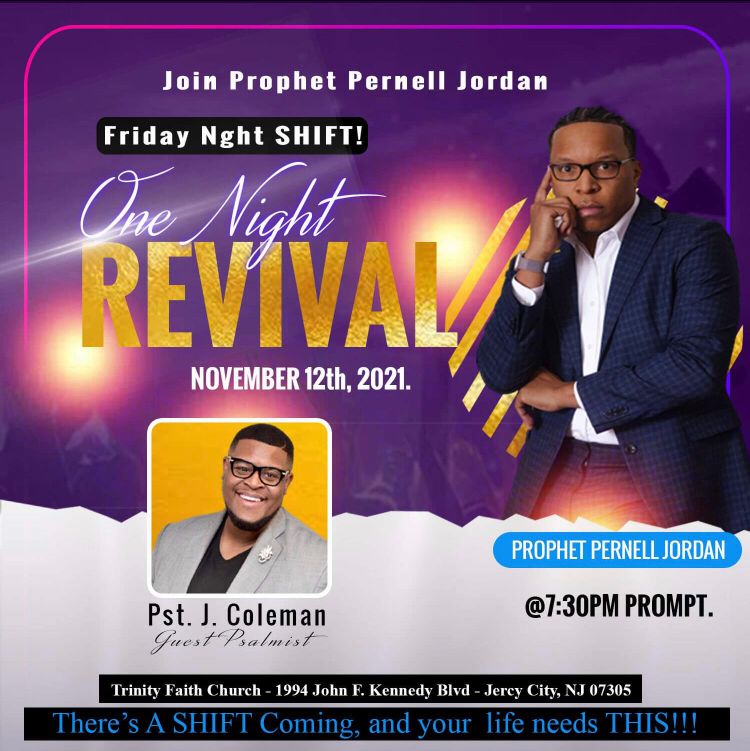 Join Prophet Pernell Jordan
Friday Nght SHIFT!
One Night
REVIVAL
NOVEMBER 12th, 2021.
Pst. J. Coleman
Guest Psalmist
PROPHET PERNELL JORDAN
@7:30PM PROMPT.
Trinity Faith Church - 1994 John F. Kennedy Blvd - Jercy City, NJ 07305
There's A SHIFT Coming, and your life needs THIS!!!